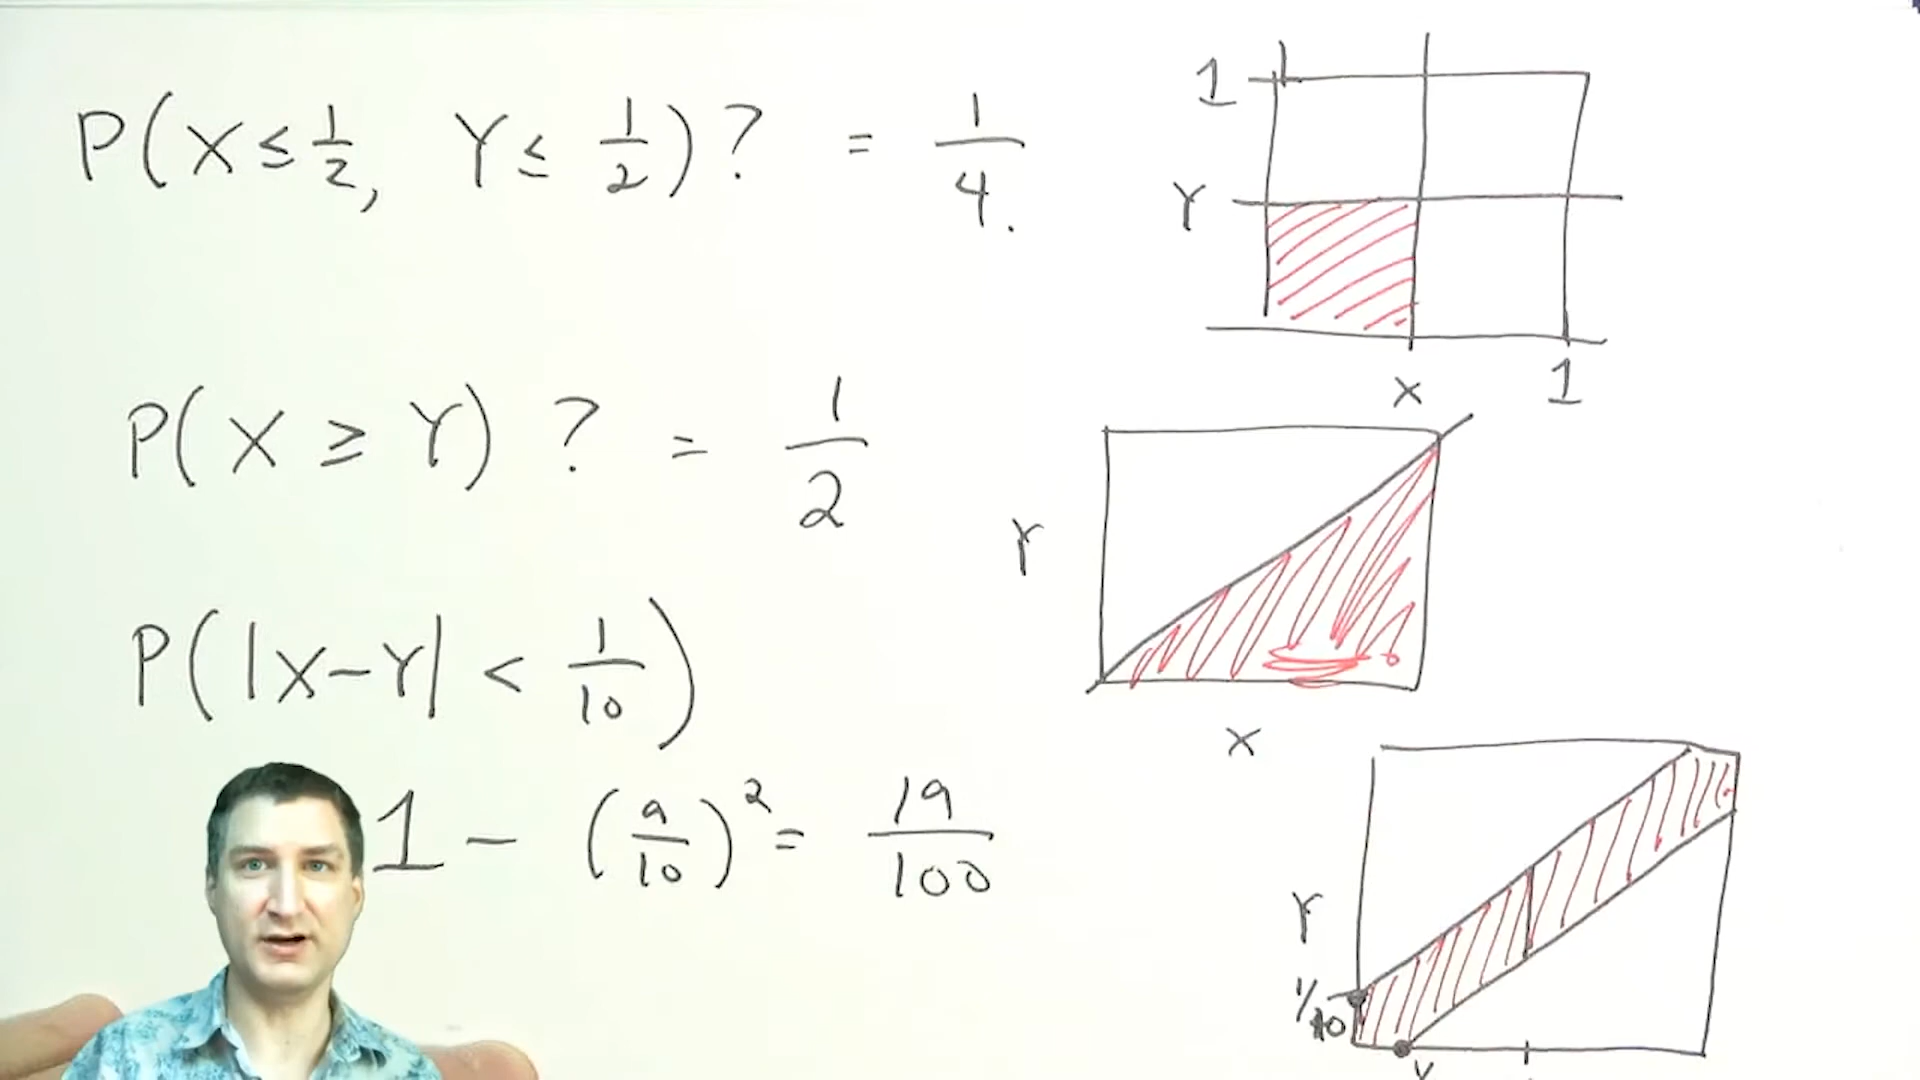 P(X ≤ 1/2, Y ≤ 1/2)? = 1/4.
1
Y
X
1
P(X ≥ Y)? = 1/2
Y
X
P(|X-Y| < 1/10)
1 - (9/10)² = 19/100
Y
1/10